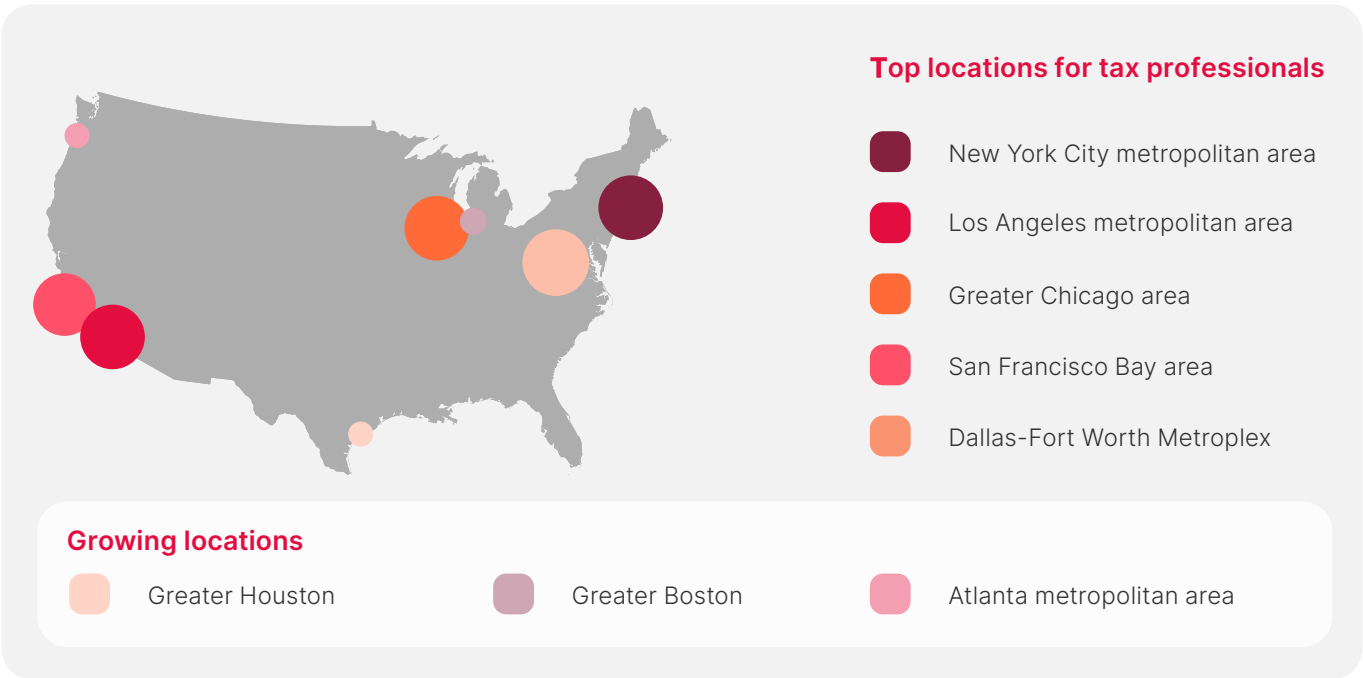 Top locations for tax professionals
New York City metropolitan area
Los Angeles metropolitan area
Greater Chicago area
San Francisco Bay area
Dallas-Fort Worth Metroplex
Growing locations
Greater Houston
Greater Boston
Atlanta metropolitan area